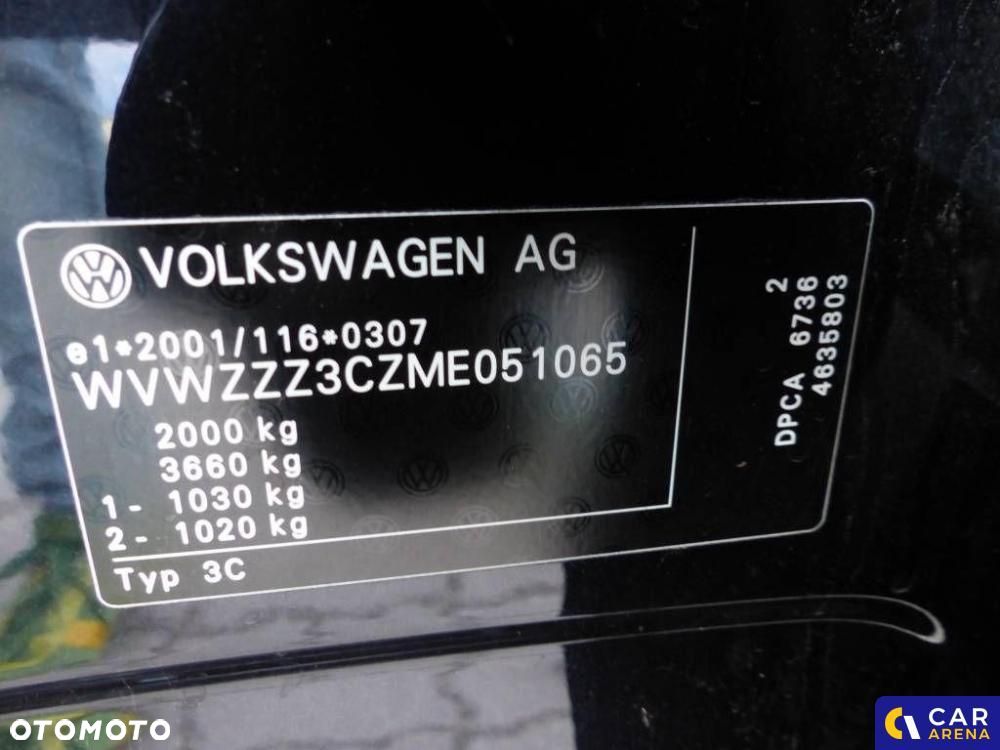 VOLKSWAGEN AG
e1*2001/116*0307
WVWZZZ3CZME051065
2000 kg
3660 kg
1- 1030 kg
2- 1020 kg
Typ 3C
2
DPCA 6736
4635803
OTOMOTO
CAR
ARENA